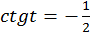 ctgt = −1/2